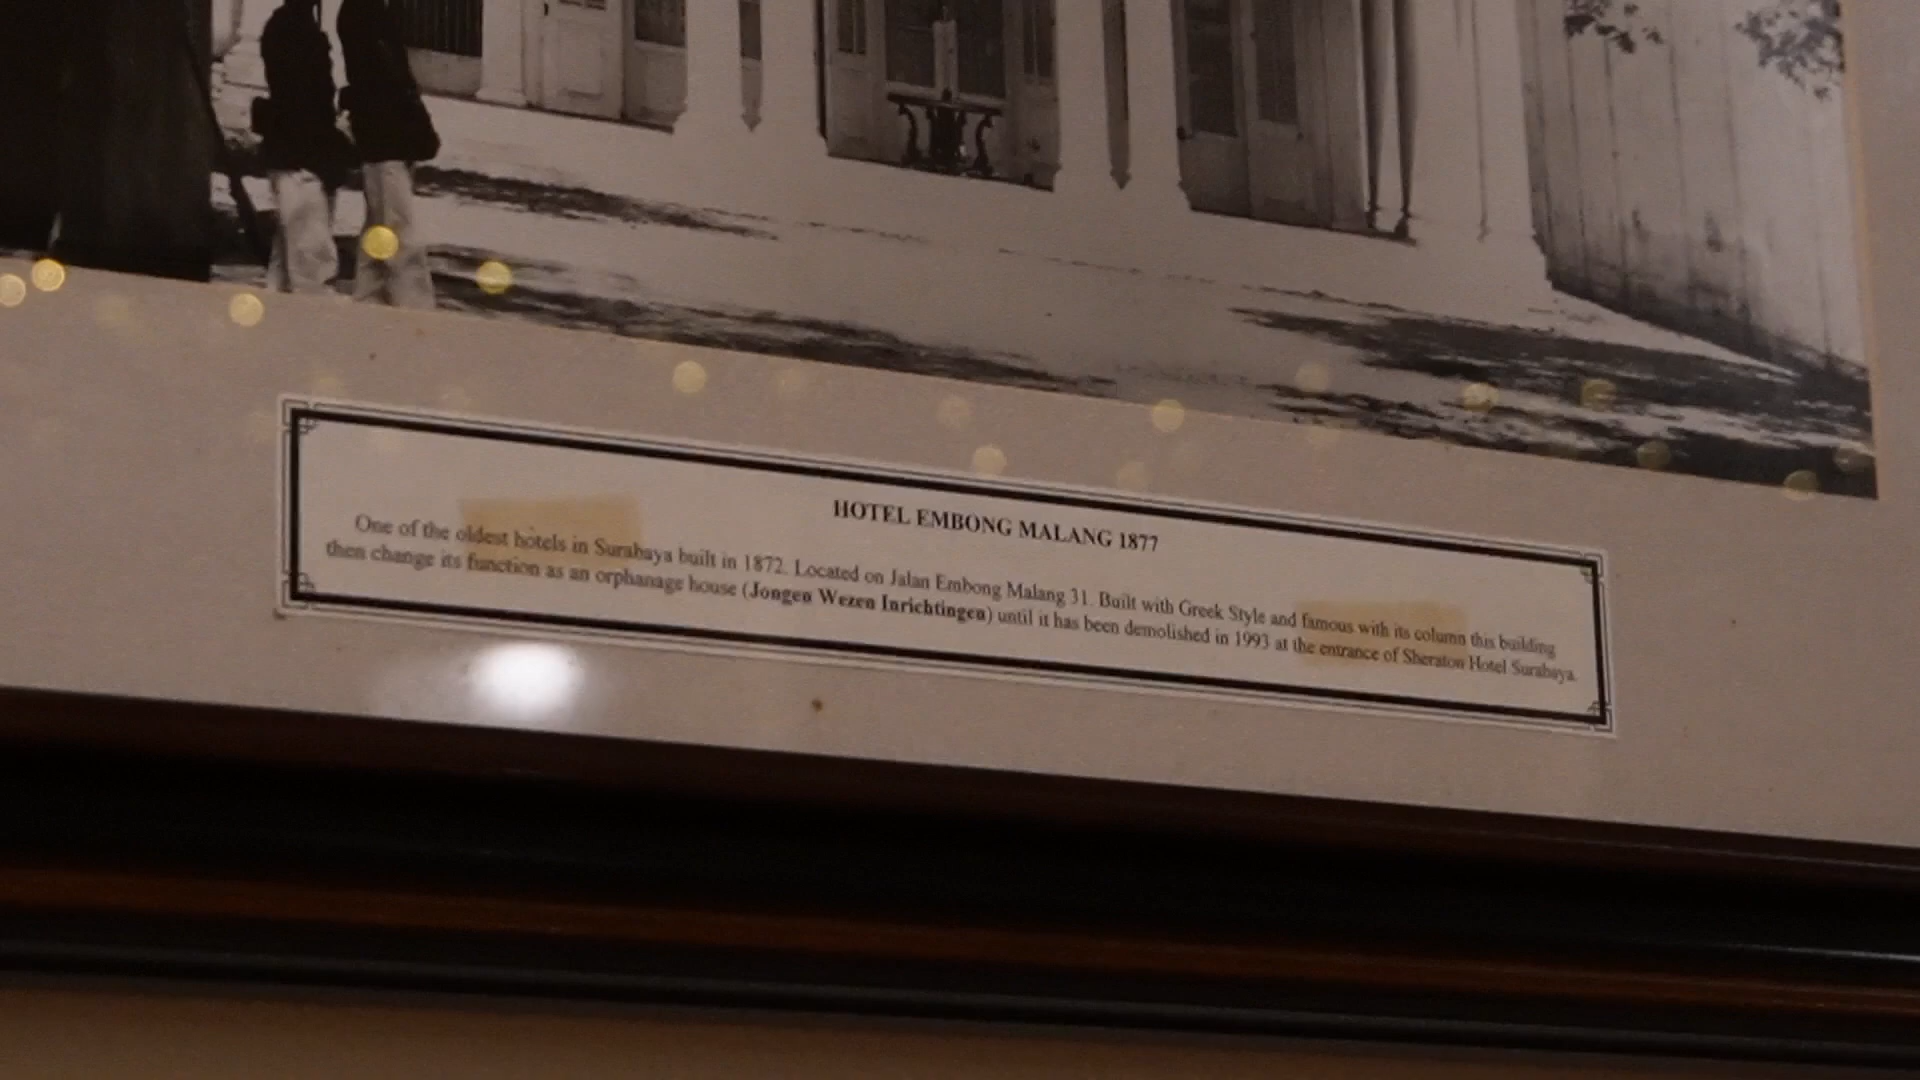 HOTEL EMBONG MALANG 1877
One of the oldest hotels in Surabaya built in 1872. Located on Jalan Embong Malang 31. Built with Greek Style and famous with its column this building
then change its function as an orphanage house (Jongen Wezen Inrichtingen) until it has been demolished in 1993 at the entrance of Sheraton Hotel Surabaya.